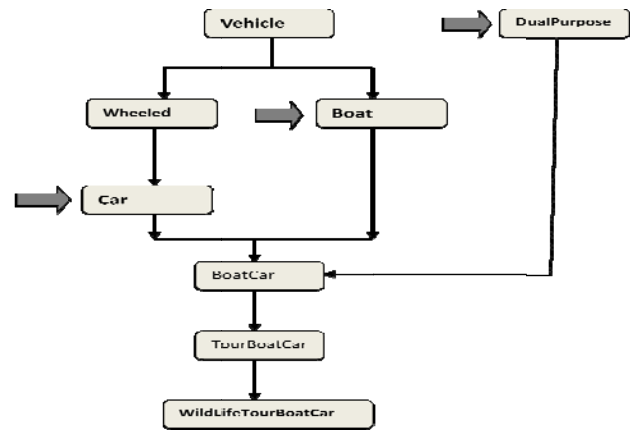 Vehicle
DualPurpose
Wheeled
Boat
Car
BoatCar
TourBoatCar
WildLifeTourBoatCar